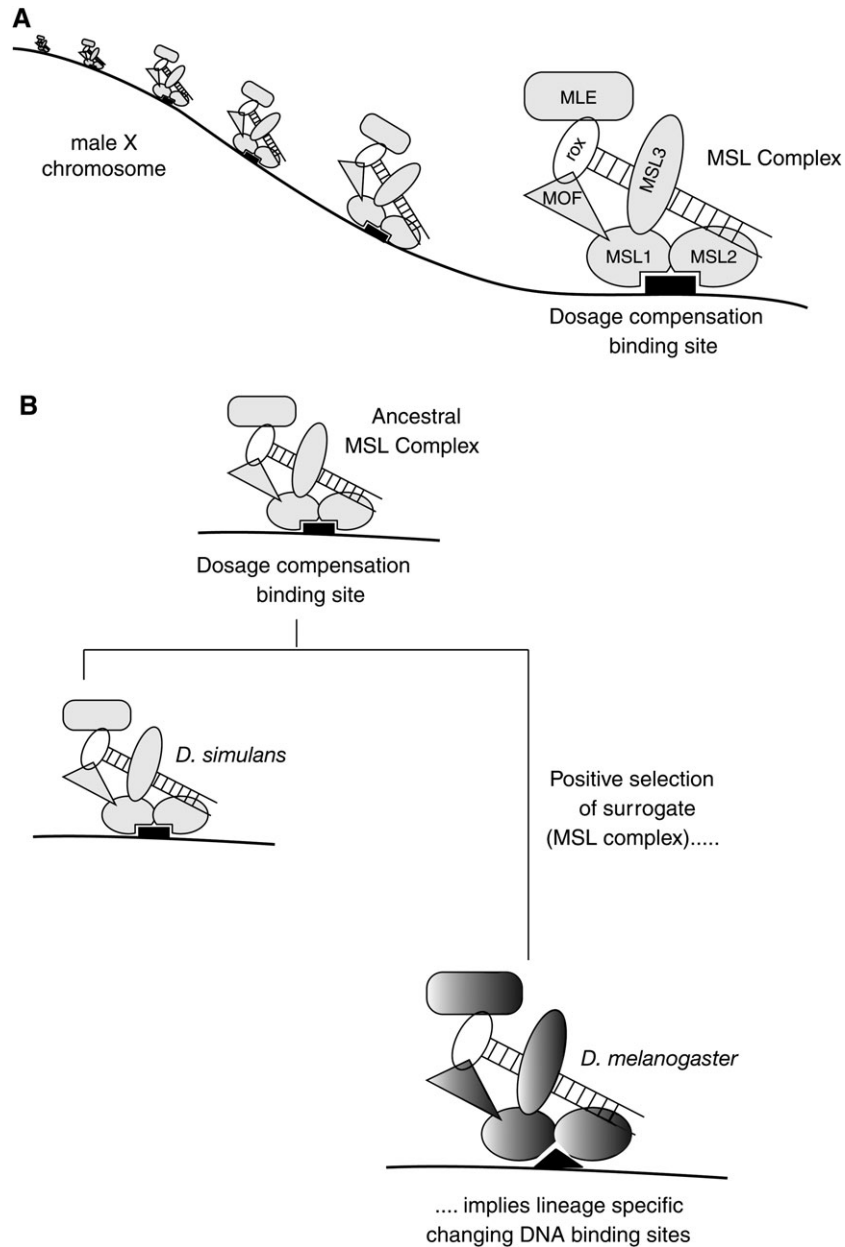 A
male X
chromosome
MLE
rox
MSL3
MOF
MSL1
MSL2
MSL Complex
Dosage compensation
binding site
B
Ancestral
MSL Complex
Dosage compensation
binding site
D. simulans
Positive selection
of surrogate
(MSL complex).....
D. melanogaster
.... implies lineage specific
changing DNA binding sites